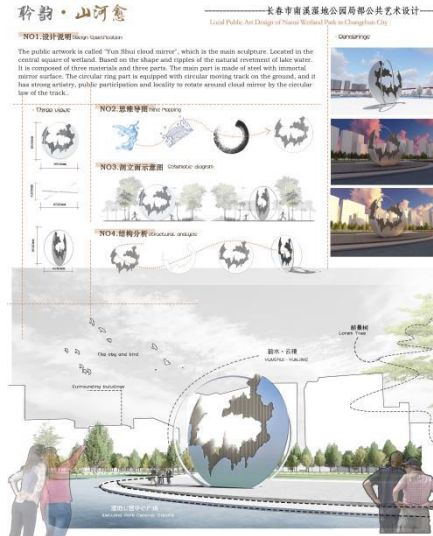 聆韵·山河愈
长春市南溪湿地公园局部公共艺术设计
Local Public Art Design of Nanxi Wetland Park in Changchun City
NO1.设计说明 Design Specification
The public artwork is called "Yun Shui cloud mirror", which is the main sculpture. Located in the
central square of wetland. Based on the shape and ripples of the natural revetment of lake water.
It is composed of three materials and three parts. The main part is made of steel with immortal
mirror surface. The circular ring part is equipped with circular moving track on the ground, and it
has strong artistry, public participation and locality to rotate around cloud mirror by the circular
law of the track..
Renderings
Three views
NO2.思维导图 Mind Mapping
NO3.剖立面示意图 Schematic diagram
NO4.结构分析 Structural analysis
The sky and bird
Surrounding buildings
韵水·云镜
Lorem Tree